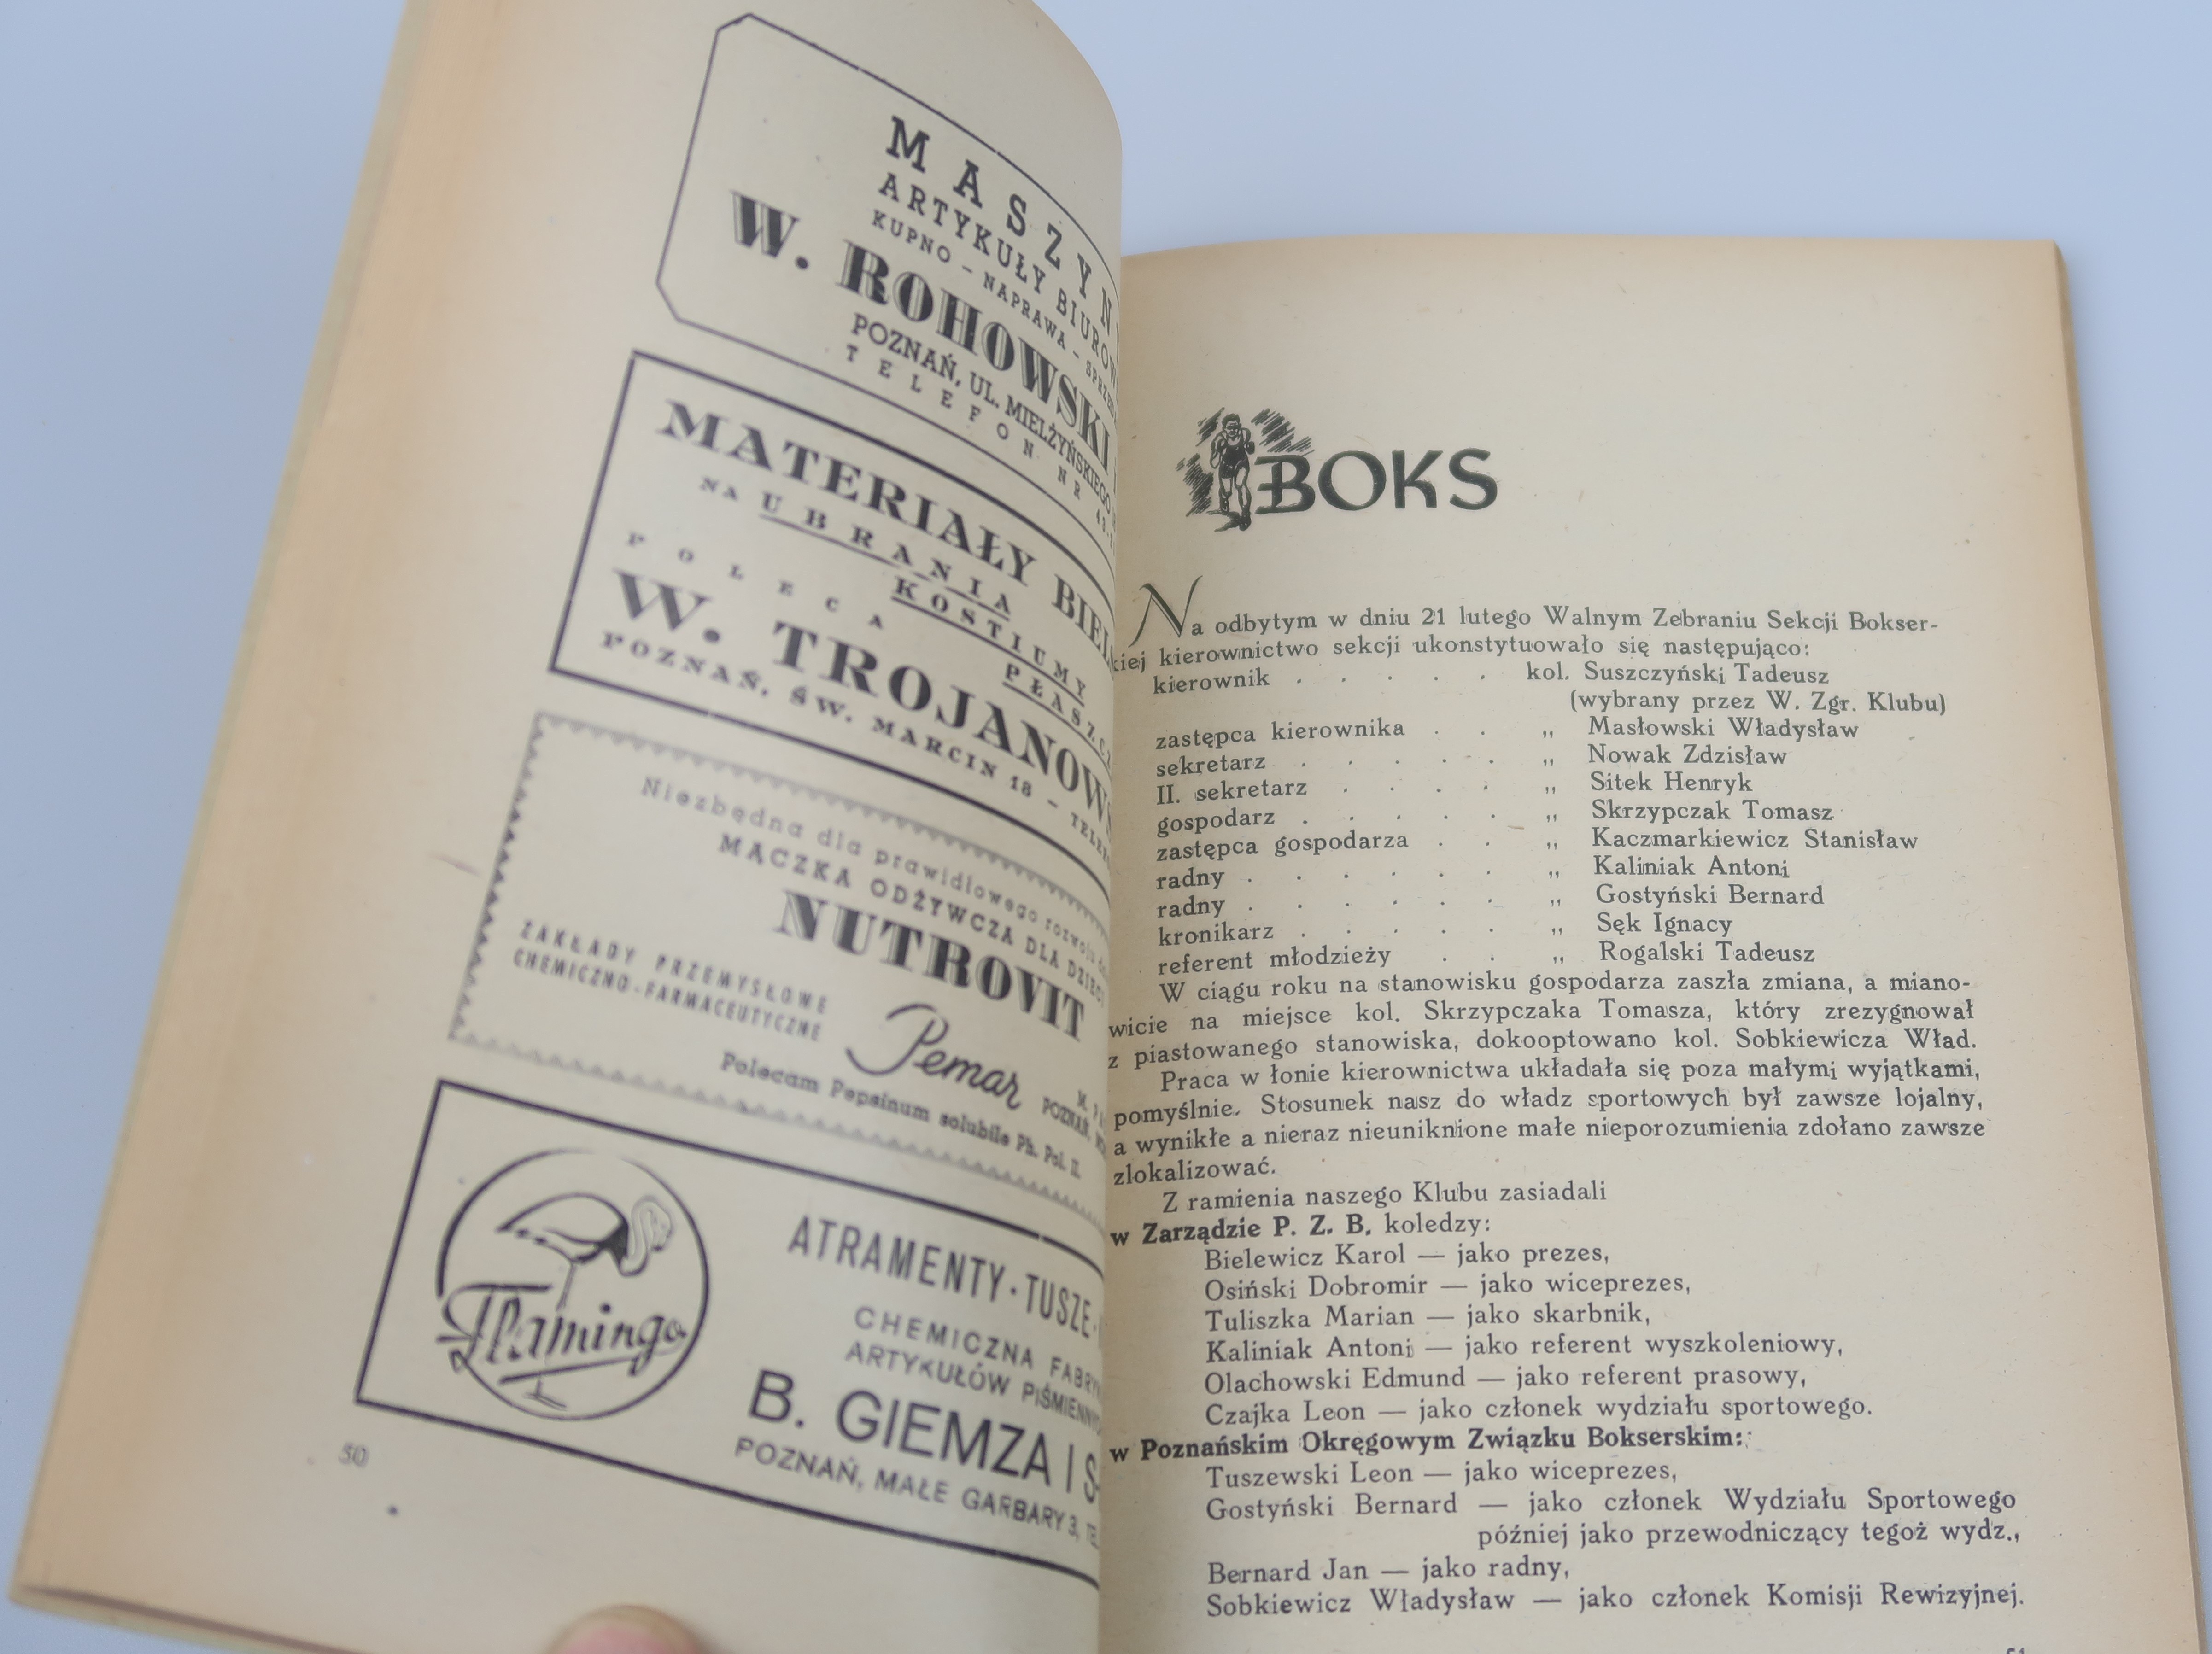 MASZYN
ARTYKUŁY BIUROW
KUPNO - NAPRAWA -
W. ROHOWSKI
POZNAŃ, UL. MIELŻYŃSKIEGO
TELEFON NR
MATERIAŁY BIEL
NA UBRANIA
KOSTIUMY
PŁASZCZ
POLECA
W. TROJANOWS
POZNAŃ, ŚW. MARCIN 18 -
Niezbędna dla prawidłowego rozwoju
MĄCZKA ODŻYWCZA DLA DZIECI
NUTROVIT
ZAKŁADY PRZEMYSŁOWE
CHEMICZNO-FARMACEUTYCZNE
Pemar
POZNAŃ,
Polecam Pepsinum solubile Ph. Pol. II.
Flamingo
ATRAMENTY · TUSZE ·
CHEMICZNA FABRY
ARTYKUŁÓW PIŚMIENNYC
B. GIEMZA I S-
POZNAŃ, MAŁE GARBARY 3, TEL
50
BOKS
Na odbytym w dniu 21 lutego Walnym Zebraniu Sekcji Bokser-
kiej kierownictwo sekcji ukonstytuowało się następująco:
kierownik . . . . . kol. Suszczyński Tadeusz
(wybrany przez W. Zgr. Klubu)
zastępca kierownika . . „ Masłowski Władysław
sekretarz . . . . . „ Nowak Zdzisław
II. sekretarz . . . . „ Sitek Henryk
gospodarz . . . . . „ Skrzypczak Tomasz
zastępca gospodarza . . „ Kaczmarkiewicz Stanisław
radny . . . . . . „ Kaliniak Antoni
radny . . . . . . „ Gostyński Bernard
kronikarz . . . . . „ Sęk Ignacy
referent młodzieży . . „ Rogalski Tadeusz
W ciągu roku na stanowisku gospodarza zaszła zmiana, a miano-
wicie na miejsce kol. Skrzypczaka Tomasza, który zrezygnował
z piastowanego stanowiska, dokooptowano kol. Sobkiewicza Wład.
Praca w łonie kierownictwa układała się poza małymi wyjątkami,
pomyślnie. Stosunek nasz do władz sportowych był zawsze lojalny,
a wynikłe a nieraz nieuniknione małe nieporozumienia zdołano zawsze
zlokalizować.
Z ramienia naszego Klubu zasiadali
w Zarządzie P. Z. B. koledzy:
Bielewicz Karol — jako prezes,
Osiński Dobromir — jako wiceprezes,
Tuliszka Marian — jako skarbnik,
Kaliniak Antoni — jako referent wyszkoleniowy,
Olachowski Edmund — jako referent prasowy,
Czajka Leon — jako członek wydziału sportowego.
w Poznańskim Okręgowym Związku Bokserskim:
Tuszewski Leon — jako wiceprezes,
Gostyński Bernard — jako członek Wydziału Sportowego
później jako przewodniczący tegoż wydz.,
Bernard Jan — jako radny,
Sobkiewicz Władysław — jako członek Komisji Rewizyjnej.